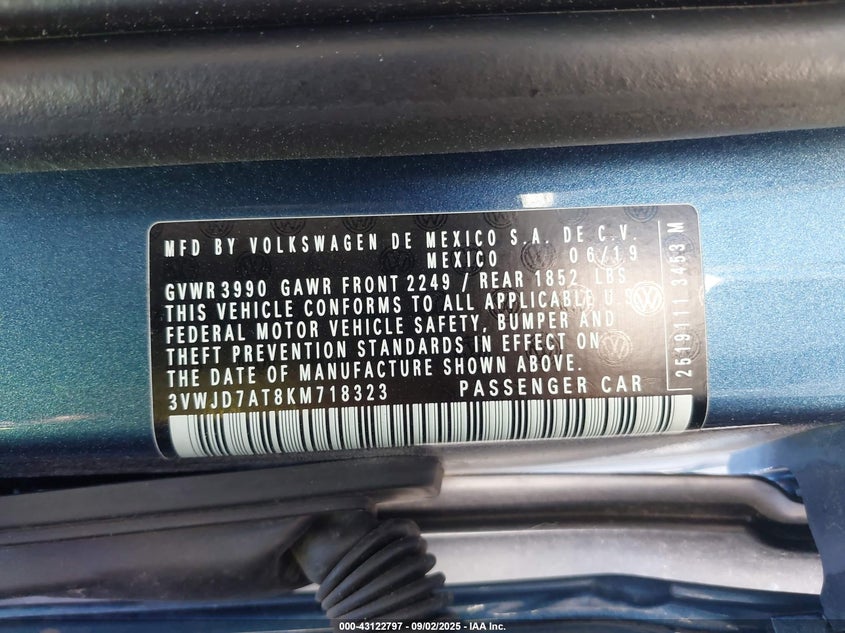 MFD BY VOLKSWAGEN DE MEXICO S.A. DE C.V.
MEXICO 06/19
GVWR 3990 GAWR FRONT 2249 / REAR 1852 LBS
THIS VEHICLE CONFORMS TO ALL APPLICABLE U.S.
FEDERAL MOTOR VEHICLE SAFETY, BUMPER AND
THEFT PREVENTION STANDARDS IN EFFECT ON
THE DATE OF MANUFACTURE SHOWN ABOVE.
3VWJD7AT8KM718323 PASSENGER CAR
2519111 3453 M
000-43122797 - 09/02/2025 - IAA Inc.